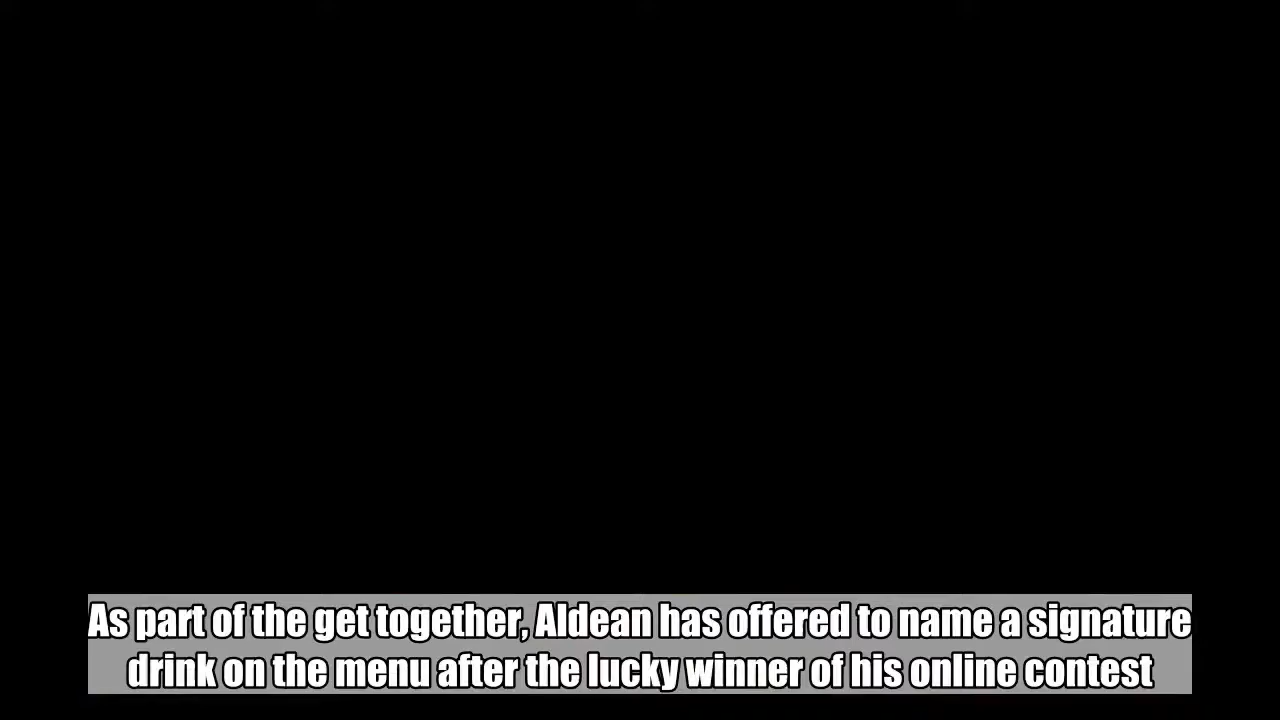 As part of the get together, Aldean has offered to name a signature
drink on the menu after the lucky winner of his online contest